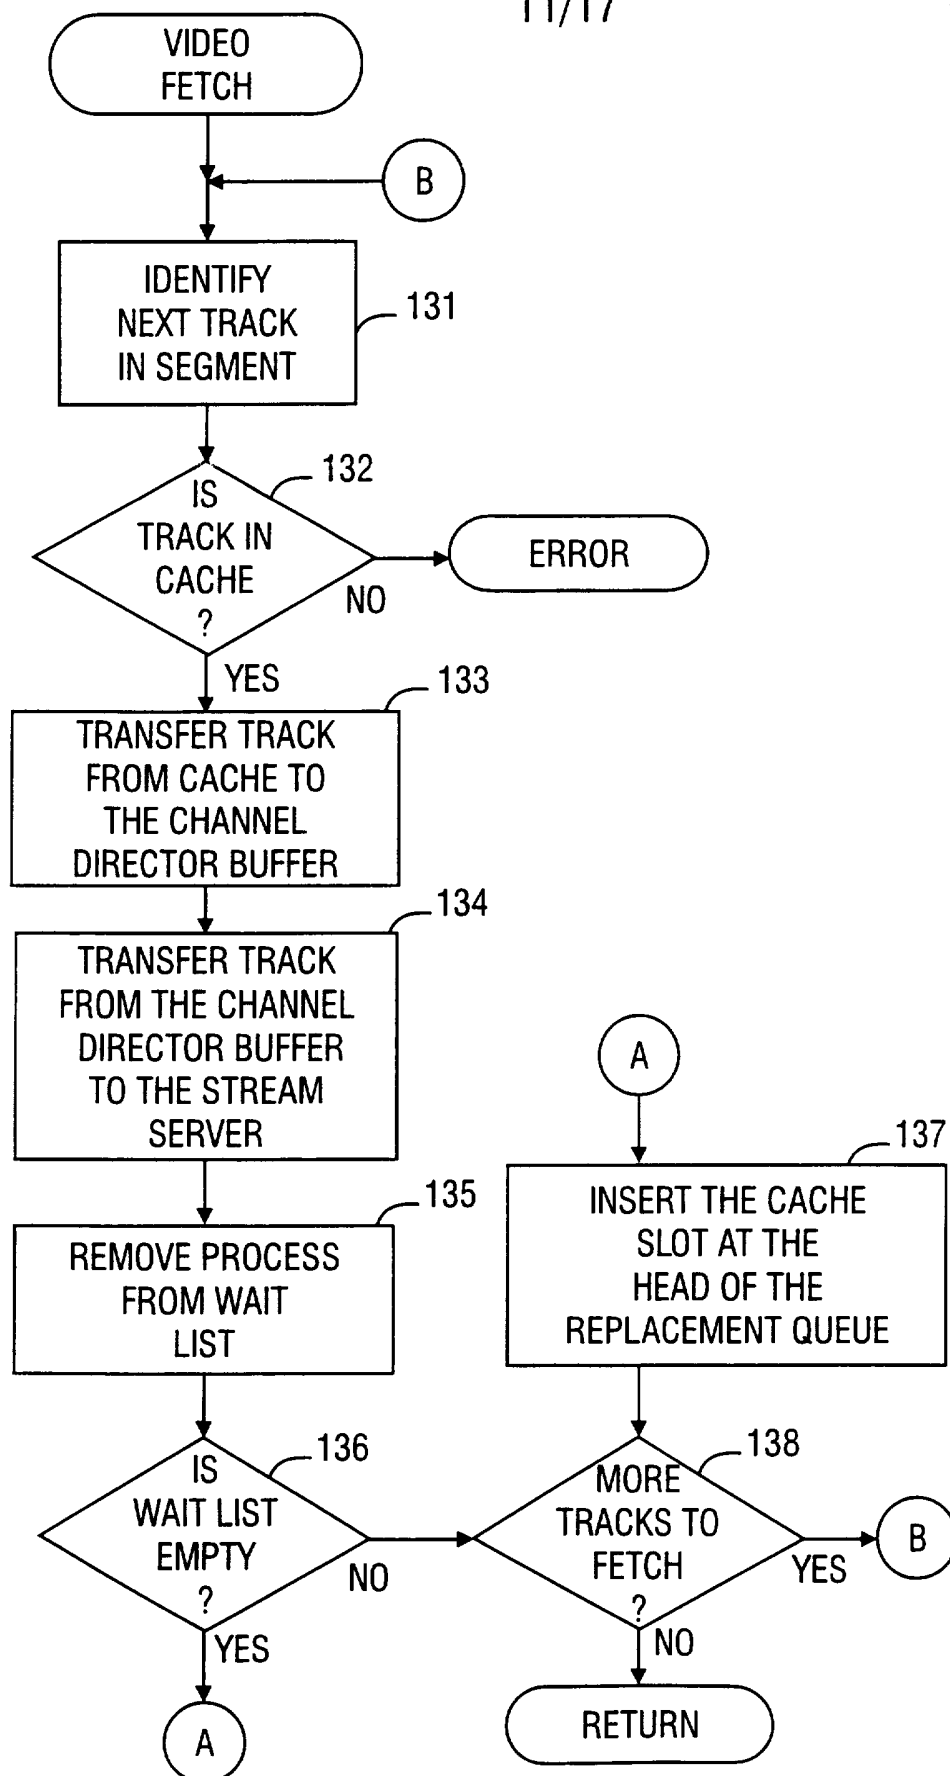 11/17
VIDEO
FETCH
B
IDENTIFY
NEXT TRACK
IN SEGMENT
131
132
IS
TRACK IN
CACHE
?
NO
ERROR
YES
133
TRANSFER TRACK
FROM CACHE TO
THE CHANNEL
DIRECTOR BUFFER
134
TRANSFER TRACK
FROM THE CHANNEL
DIRECTOR BUFFER
TO THE STREAM
SERVER
135
REMOVE PROCESS
FROM WAIT
LIST
136
IS
WAIT LIST
EMPTY
?
NO
YES
A
A
137
INSERT THE CACHE
SLOT AT THE
HEAD OF THE
REPLACEMENT QUEUE
138
MORE
TRACKS TO
FETCH
?
YES
B
NO
RETURN